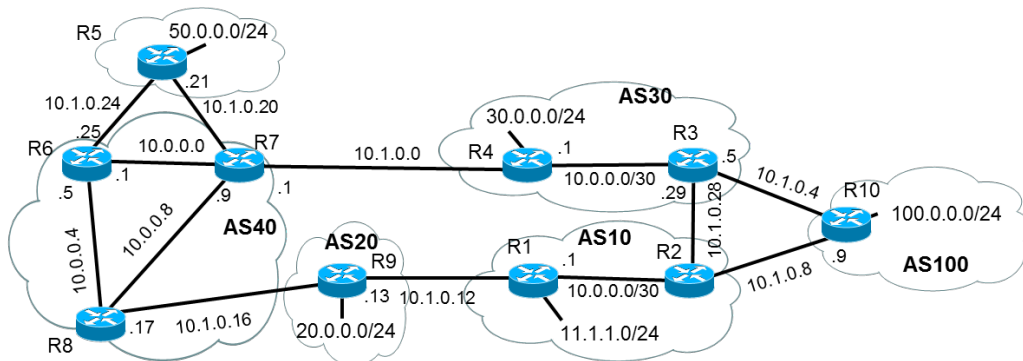 50.0.0.0/24
R5
.21
10.1.0.24
10.1.0.20
.25
R6
10.0.0.0
R7
.5
.1
.9
.1
10.1.0.0
AS30
30.0.0.0/24
R4
.1
10.0.0.0/30
R3
.5
.29
10.1.0.28
10.1.0.4
R10
100.0.0.0/24
.9
AS100
10.0.0.4
10.0.0.8
AS40
AS20
R9
.13
10.1.0.12
20.0.0.0/24
AS10
R1
.1
R2
10.0.0.0/30
10.1.0.8
11.1.1.0/24
R8
.17
10.1.0.16